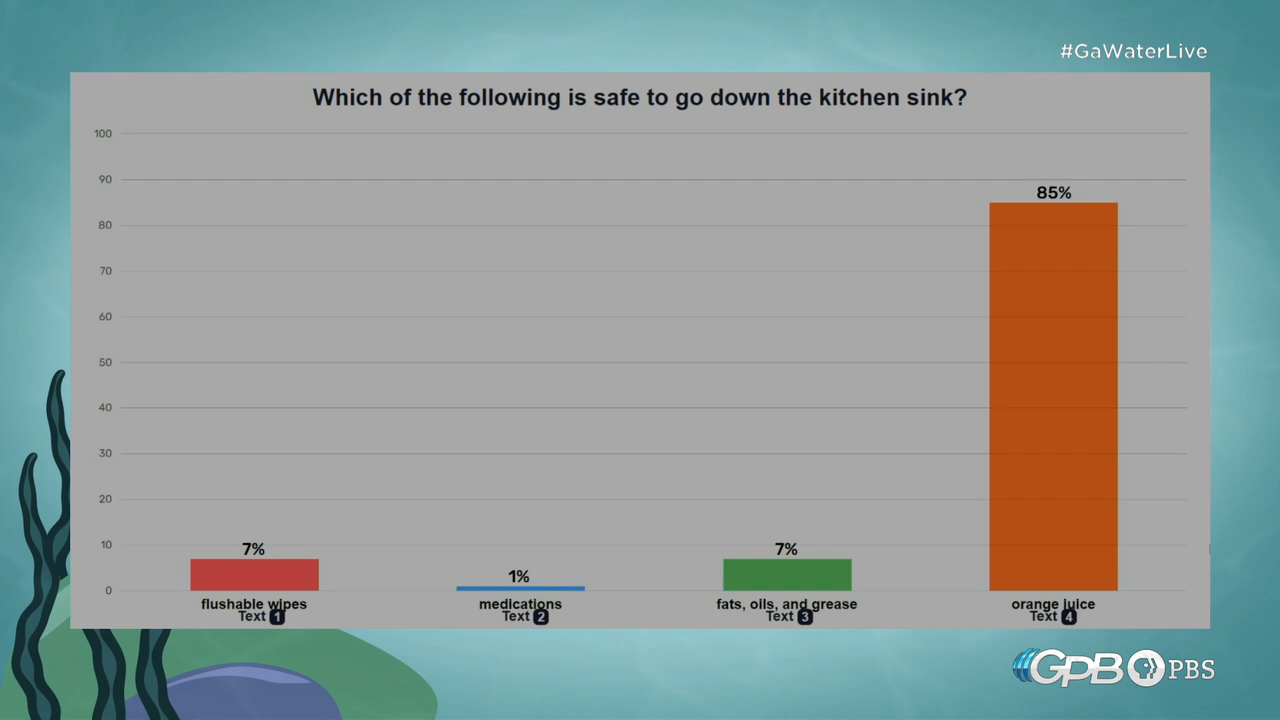 #GaWaterLive
Which of the following is safe to go down the kitchen sink?
100
90
80
70
60
50
40
30
20
10
0
7%
1%
7%
85%
flushable wipes
medications
fats, oils, and grease
orange juice
Text 1
Text 2
Text 3
Text 4
GPB PBS